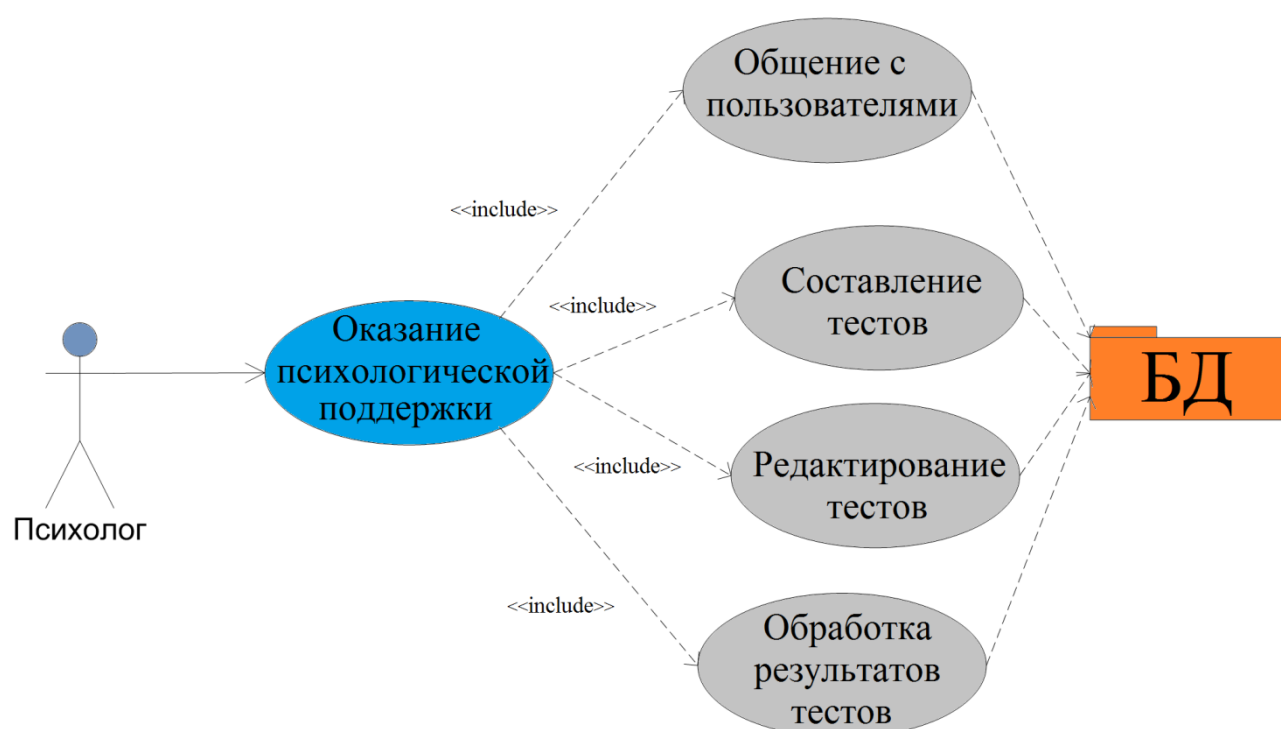 Общение с
пользователями
<<include>>
<<include>>
Составление
тестов
Оказание
психологической
поддержки
БД
Редактирование
тестов
<<include>>
Психолог
<<include>>
Обработка
результатов
тестов